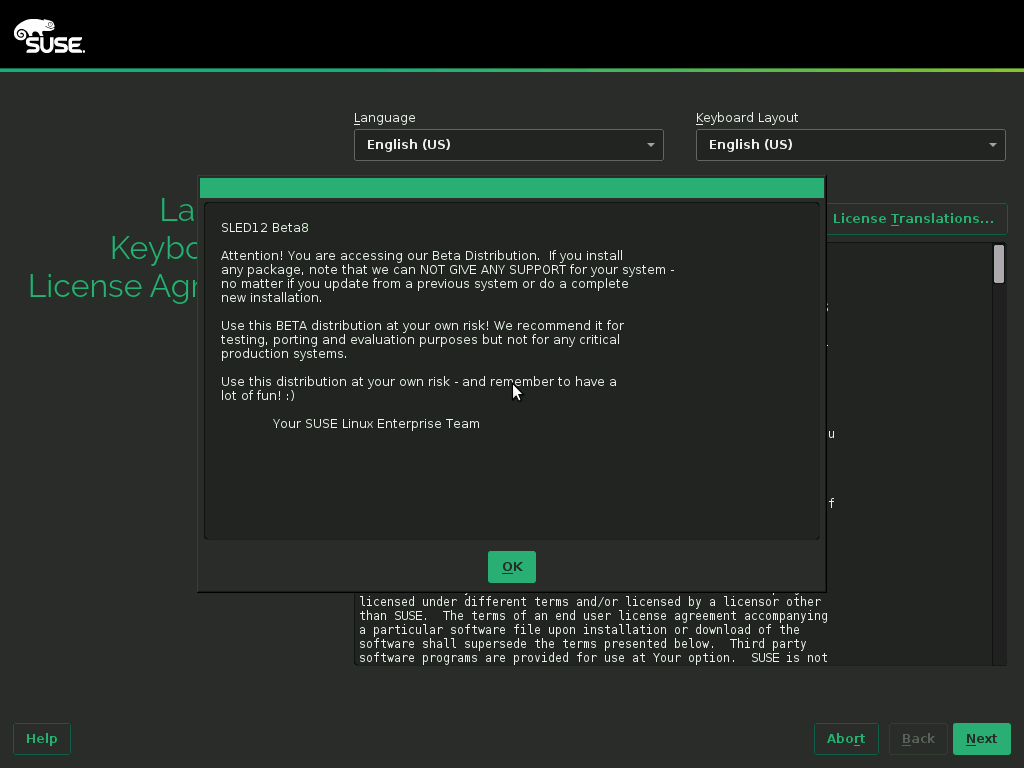 SUSE
Language
Keyboard Layout
English (US)
English (US)
La
Keybo
License Agr
License Translations...
SLED12 Beta8
Attention! You are accessing our Beta Distribution.  If you install
any package, note that we can NOT GIVE ANY SUPPORT for your system -
no matter if you update from a previous system or do a complete
new installation.
Use this BETA distribution at your own risk! We recommend it for
testing, porting and evaluation purposes but not for any critical
production systems.
Use this distribution at your own risk - and remember to have a
lot of fun! :)
Your SUSE Linux Enterprise Team
u
f
OK
licensed under different terms and/or licensed by a licensor other
than SUSE.  The terms of an end user license agreement accompanying
a particular software file upon installation or download of the
software shall supersede the terms presented below.  Third party
software programs are provided for use at Your option.  SUSE is not
Help
Abort
Back
Next